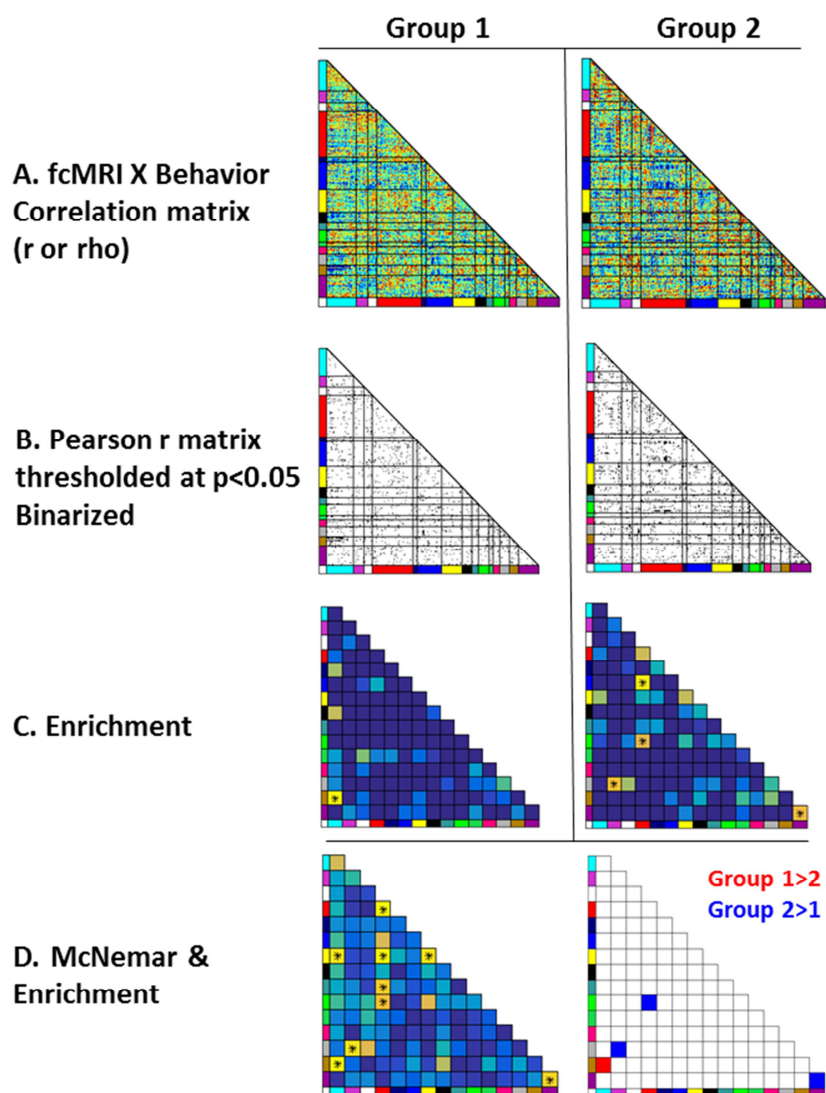 Group 1
Group 2
A. fcMRI X Behavior
Correlation matrix
(r or rho)
B. Pearson r matrix
thresholded at p<0.05
Binarized
C. Enrichment
D. McNemar &
Enrichment
Group 1>2
Group 2>1